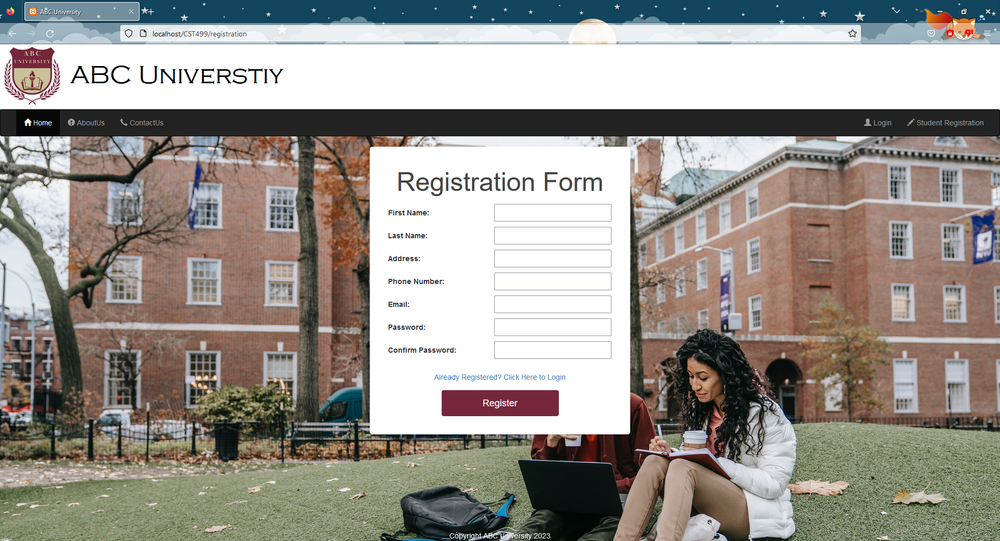 ABC University
localhost/CST499/registration
ABC
UNIVERSITY
ABC UNIVERSTIY
Home
AboutUs
ContactUs
Login
Student Registration
Registration Form
First Name:
Last Name:
Address:
Phone Number:
Email:
Password:
Confirm Password:
Already Registered? Click Here to Login
Register
Copyright ABC University 2023